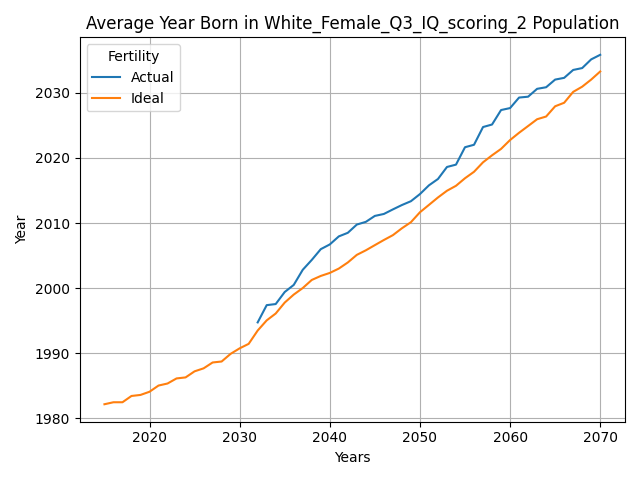 Average Year Born in White_Female_Q3_IQ_scoring_2 Population
Fertility
Actual
Ideal
2030
2020
2010
2000
1990
1980
Year
2020 2030 2040 2050 2060 2070
Years